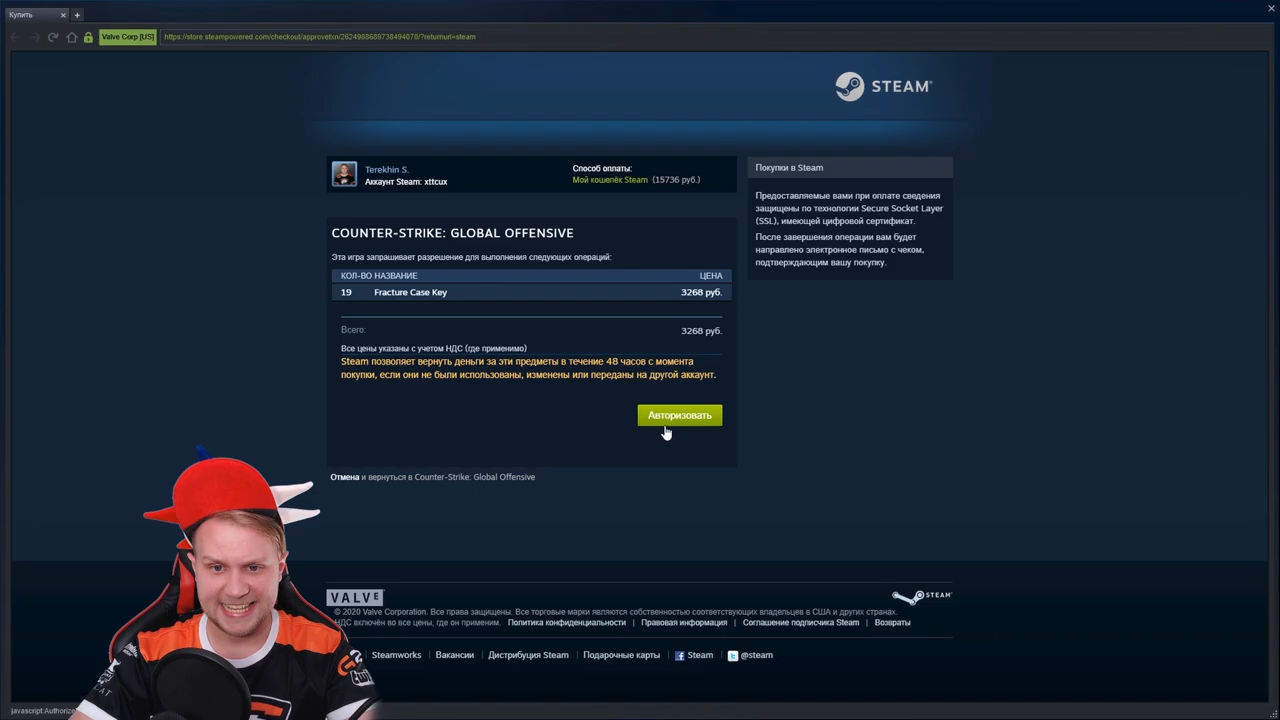 Купить
Valve Corp [US]
https://store.steampowered.com/checkout/approvetxn/2624988689738494070/?returnurl=steam
STEAM®
Terekhin S.
Аккаунт Steam: xttcux
Способ оплаты:
Мой кошелёк Steam (15736 руб.)
Покупки в Steam
Предоставляемые вами при оплате сведения
защищены по технологии Secure Socket Layer
(SSL), имеющей цифровой сертификат.
После завершения операции вам будет
направлено электронное письмо с чеком,
подтверждающим вашу покупку.
COUNTER-STRIKE: GLOBAL OFFENSIVE
Эта игра запрашивает разрешение для выполнения следующих операций:
КОЛ-ВО НАЗВАНИЕ ЦЕНА
19 Fracture Case Key 3268 руб.
Всего: 3268 руб.
Все цены указаны с учетом НДС (где применимо)
Steam позволяет вернуть деньги за эти предметы в течение 48 часов с момента
покупки, если они не были использованы, изменены или переданы на другой аккаунт.
Авторизовать
Отмена и вернуться в Counter-Strike: Global Offensive
VALVE
STEAM
© 2020 Valve Corporation. Все права защищены. Все торговые марки являются собственностью соответствующих владельцев в США и других странах.
НДС включён во все цены, где он применим. Политика конфиденциальности | Правовая информация | Соглашение подписчика Steam | Возвраты
Steamworks Вакансии Дистрибуция Steam Подарочные карты Steam @steam
javascript:Authorize
G2